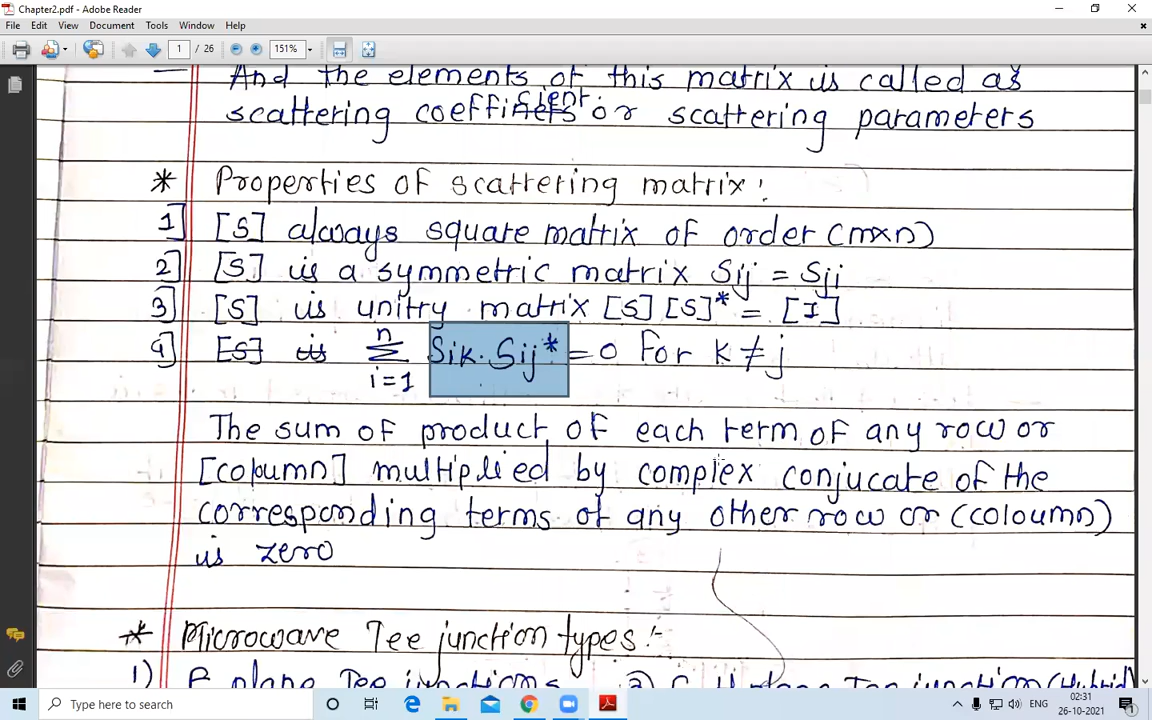 Chapter2.pdf - Adobe Reader
File Edit View Document Tools Window Help
1 / 26 151%
And the elements of this matrix is called as
scattering coefficient or scattering parameters
* Properties of scattering matrix:
1] [S] always square matrix of order (mxn)
2] [S] is a symmetric matrix Sij = Sji
3] [S] is unitry matrix [S] [S]* = [I]
4] [S] is n∑i=1 Sik. Sij* = 0 for k ≠ j
The sum of product of each term of any row or
[column] multiplied by complex conjucate of the
corresponding terms of any other row or (coloumn)
is zero
* Microwave Tee junction types :-
1) E plane Tee junctions
Type here to search
ENG
02:31
26-10-2021